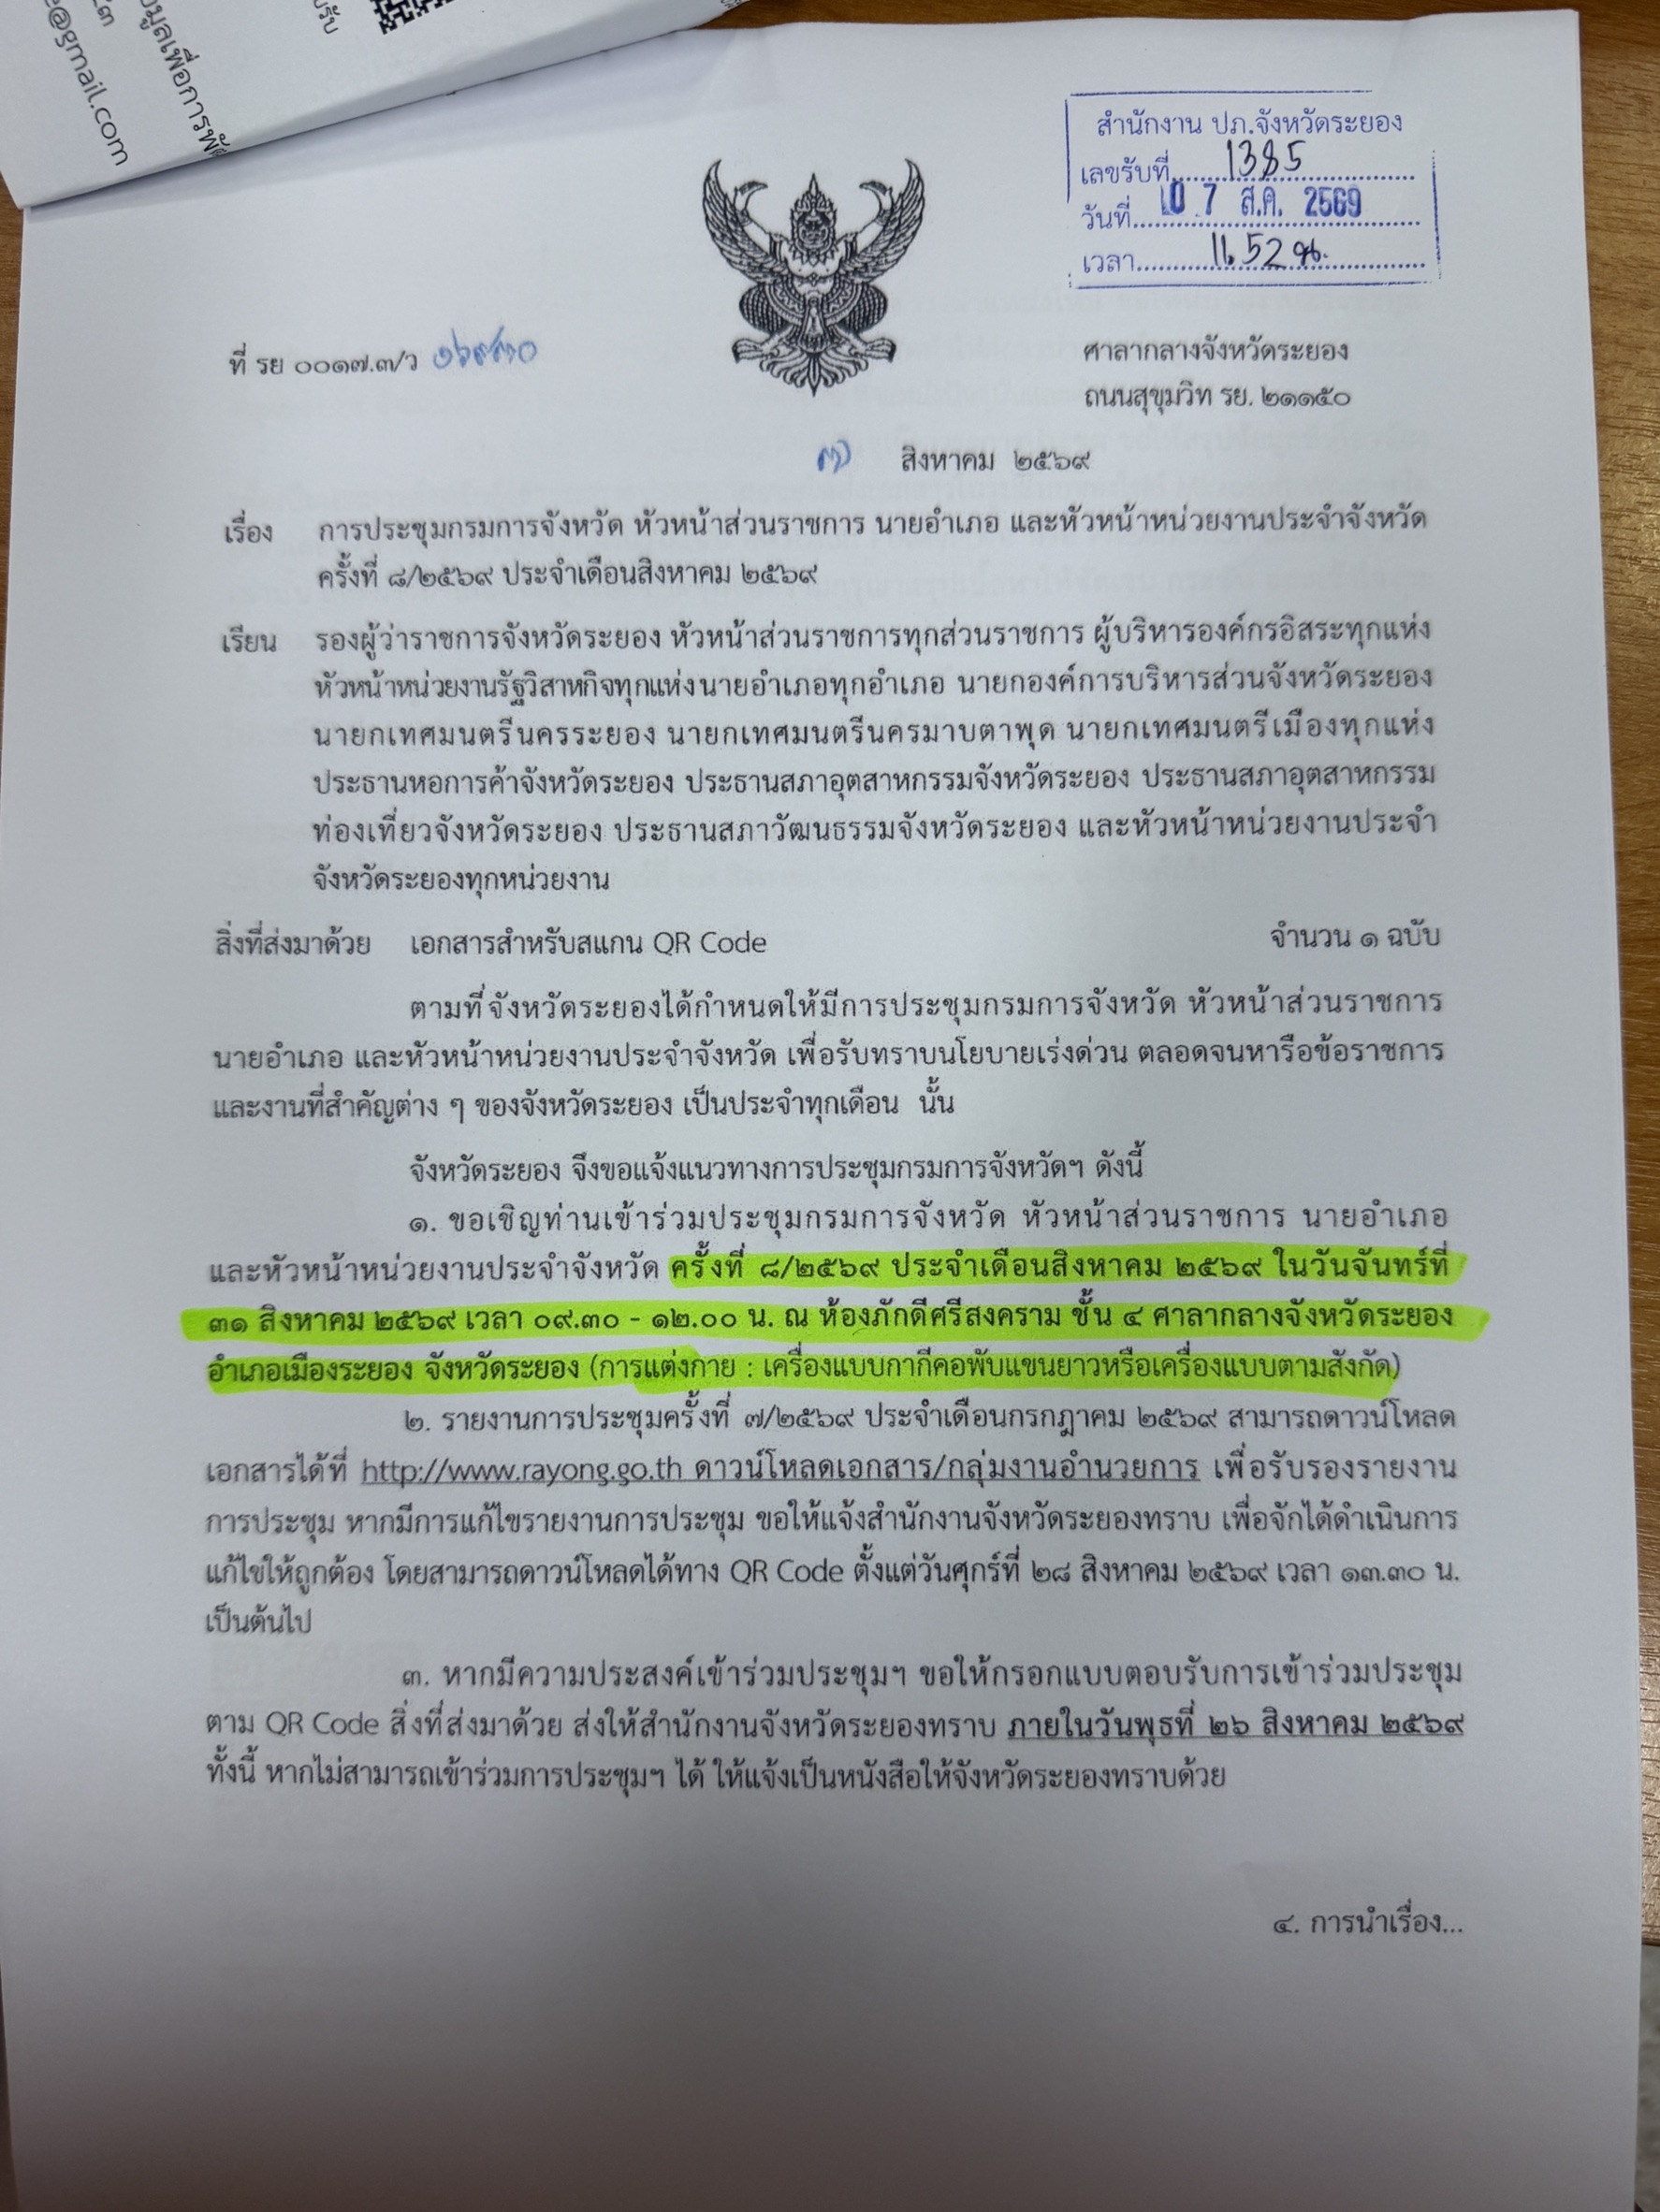 e@gmail.com
มูลเพื่อการพั
สำนักงาน ปภ.จังหวัดระยอง
เลขรับที่ 1385
วันที่ 07 ส.ค. 2569
เวลา 11.52 น.
ที่ รย ๐๐๑๗.๓/ว
ศาลากลางจังหวัดระยอง
ถนนสุขุมวิท รย. ๒๑๑๕๐
๗ สิงหาคม ๒๕๖๙
เรื่อง การประชุมกรมการจังหวัด หัวหน้าส่วนราชการ นายอำเภอ และหัวหน้าหน่วยงานประจำจังหวัด
ครั้งที่ ๘/๒๕๖๙ ประจำเดือนสิงหาคม ๒๕๖๙
เรียน รองผู้ว่าราชการจังหวัดระยอง หัวหน้าส่วนราชการทุกส่วนราชการ ผู้บริหารองค์กรอิสระทุกแห่ง
หัวหน้าหน่วยงานรัฐวิสาหกิจทุกแห่งนายอำเภอทุกอำเภอ นายกองค์การบริหารส่วนจังหวัดระยอง
นายกเทศมนตรีนครระยอง นายกเทศมนตรีนครมาบตาพุด นายกเทศมนตรีเมืองทุกแห่ง
ประธานหอการค้าจังหวัดระยอง ประธานสภาอุตสาหกรรมจังหวัดระยอง ประธานสภาอุตสาหกรรม
ท่องเที่ยวจังหวัดระยอง ประธานสภาวัฒนธรรมจังหวัดระยอง และหัวหน้าหน่วยงานประจำ
จังหวัดระยองทุกหน่วยงาน
สิ่งที่ส่งมาด้วย เอกสารสำหรับสแกน QR Code จำนวน ๑ ฉบับ
ตามที่จังหวัดระยองได้กำหนดให้มีการประชุมกรมการจังหวัด หัวหน้าส่วนราชการ
นายอำเภอ และหัวหน้าหน่วยงานประจำจังหวัด เพื่อรับทราบนโยบายเร่งด่วน ตลอดจนหารือข้อราชการ
และงานที่สำคัญต่าง ๆ ของจังหวัดระยอง เป็นประจำทุกเดือน นั้น
จังหวัดระยอง จึงขอแจ้งแนวทางการประชุมกรมการจังหวัดฯ ดังนี้
๑. ขอเชิญท่านเข้าร่วมประชุมกรมการจังหวัด หัวหน้าส่วนราชการ นายอำเภอ
และหัวหน้าหน่วยงานประจำจังหวัด ครั้งที่ ๘/๒๕๖๙ ประจำเดือนสิงหาคม ๒๕๖๙ ในวันจันทร์ที่
๓๑ สิงหาคม ๒๕๖๙ เวลา ๐๙.๓๐ - ๑๒.๐๐ น. ณ ห้องภักดีศรีสงคราม ชั้น ๔ ศาลากลางจังหวัดระยอง
อำเภอเมืองระยอง จังหวัดระยอง (การแต่งกาย : เครื่องแบบกากีคอพับแขนยาวหรือเครื่องแบบตามสังกัด)
๒. รายงานการประชุมครั้งที่ ๗/๒๕๖๙ ประจำเดือนกรกฎาคม ๒๕๖๙ สามารถดาวน์โหลด
เอกสารได้ที่ http://www.rayong.go.th ดาวน์โหลดเอกสาร/กลุ่มงานอำนวยการ เพื่อรับรองรายงาน
การประชุม หากมีการแก้ไขรายงานการประชุม ขอให้แจ้งสำนักงานจังหวัดระยองทราบ เพื่อจักได้ดำเนินการ
แก้ไขให้ถูกต้อง โดยสามารถดาวน์โหลดได้ทาง QR Code ตั้งแต่วันศุกร์ที่ ๒๘ สิงหาคม ๒๕๖๙ เวลา ๑๓.๓๐ น.
เป็นต้นไป
๓. หากมีความประสงค์เข้าร่วมประชุมฯ ขอให้กรอกแบบตอบรับการเข้าร่วมประชุม
ตาม QR Code สิ่งที่ส่งมาด้วย ส่งให้สำนักงานจังหวัดระยองทราบ ภายในวันพุธที่ ๒๖ สิงหาคม ๒๕๖๙
ทั้งนี้ หากไม่สามารถเข้าร่วมการประชุมฯ ได้ ให้แจ้งเป็นหนังสือให้จังหวัดระยองทราบด้วย
๔. การนำเรื่อง...